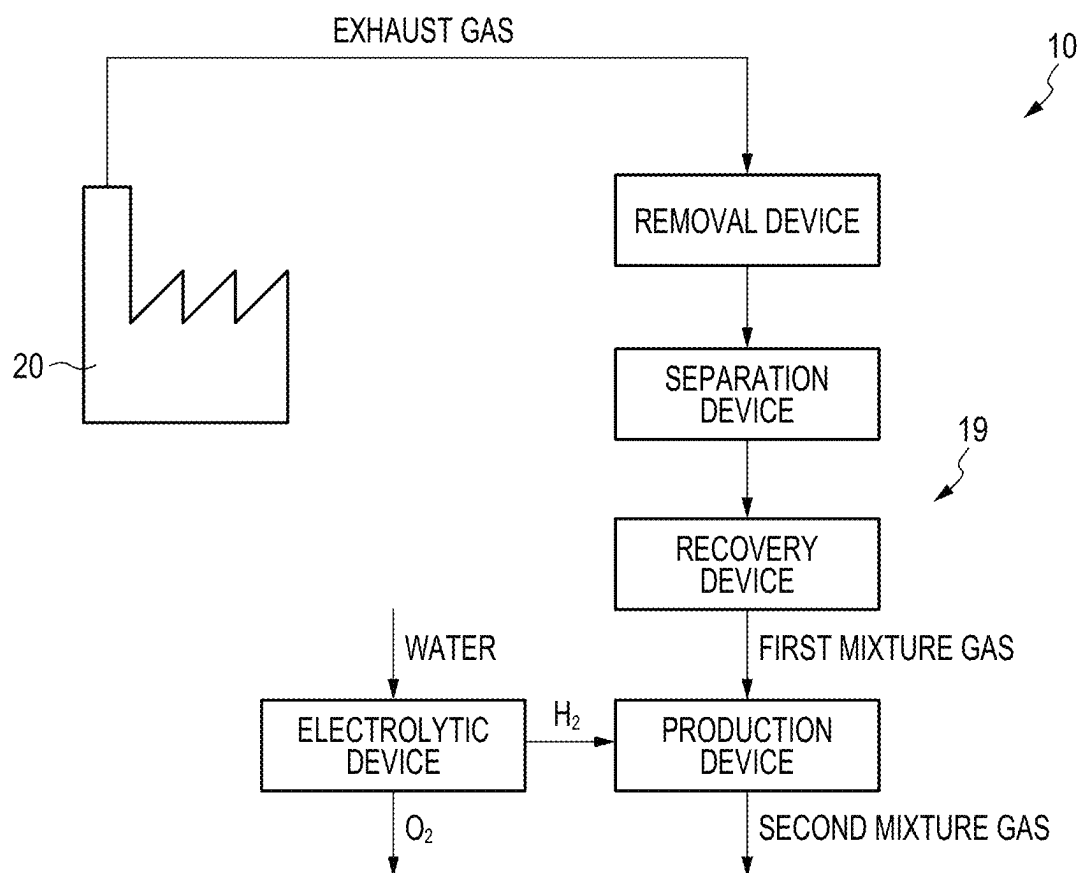 EXHAUST GAS
10
REMOVAL DEVICE
20
SEPARATION
DEVICE
19
RECOVERY
DEVICE
WATER
FIRST MIXTURE GAS
ELECTROLYTIC
DEVICE
H₂
PRODUCTION
DEVICE
O₂
SECOND MIXTURE GAS